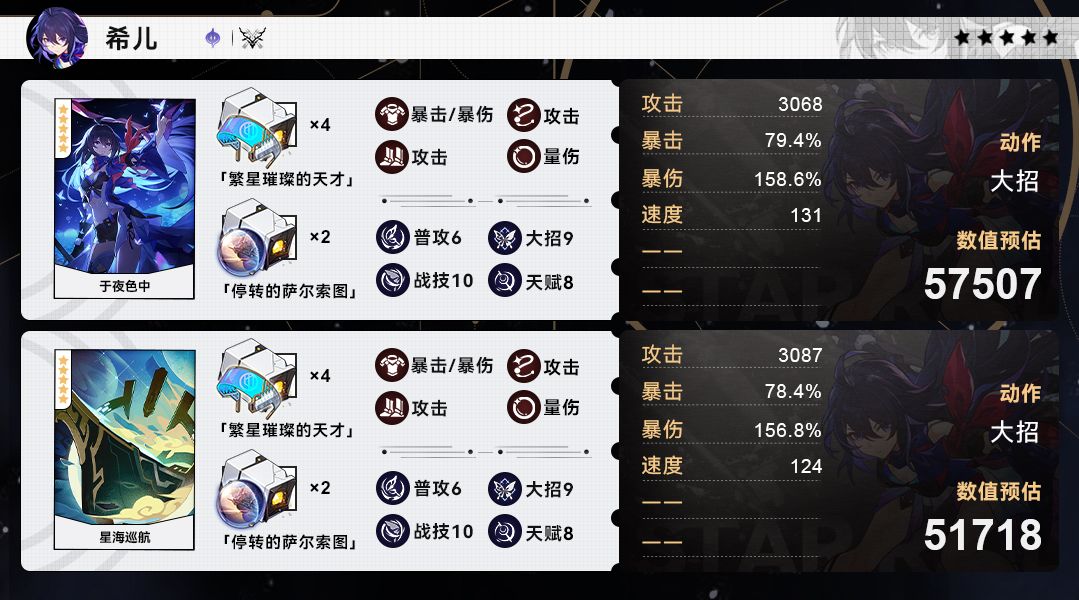 希儿
于夜色中
×4
「繁星璀璨的天才」
×2
「停转的萨尔索图」
暴击/暴伤 攻击
攻击 量伤
普攻6 大招9
战技10 天赋8
攻击 3068
暴击 79.4%
暴伤 158.6%
速度 131
——
——
动作
大招
数值预估
57507
星海巡航
×4
「繁星璀璨的天才」
×2
「停转的萨尔索图」
暴击/暴伤 攻击
攻击 量伤
普攻6 大招9
战技10 天赋8
攻击 3087
暴击 78.4%
暴伤 156.8%
速度 124
——
——
动作
大招
数值预估
51718